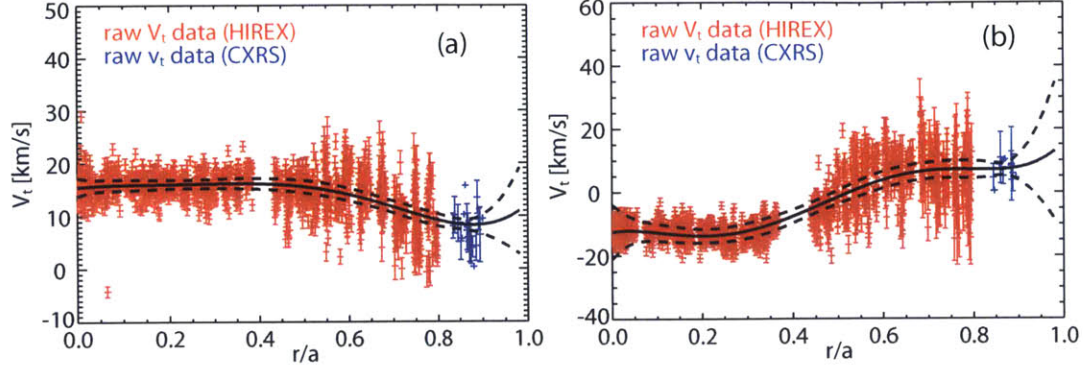 50
40
30
20
10
0
-10
V_t [km/s]
raw V_t data (HIREX)
raw v_t data (CXRS)
(a)
0.0 0.2 0.4 0.6 0.8 1.0
r/a
60
40
20
0
-20
-40
V_t [km/s]
raw V_t data (HIREX)
raw v_t data (CXRS)
(b)
0.0 0.2 0.4 0.6 0.8 1.0
r/a